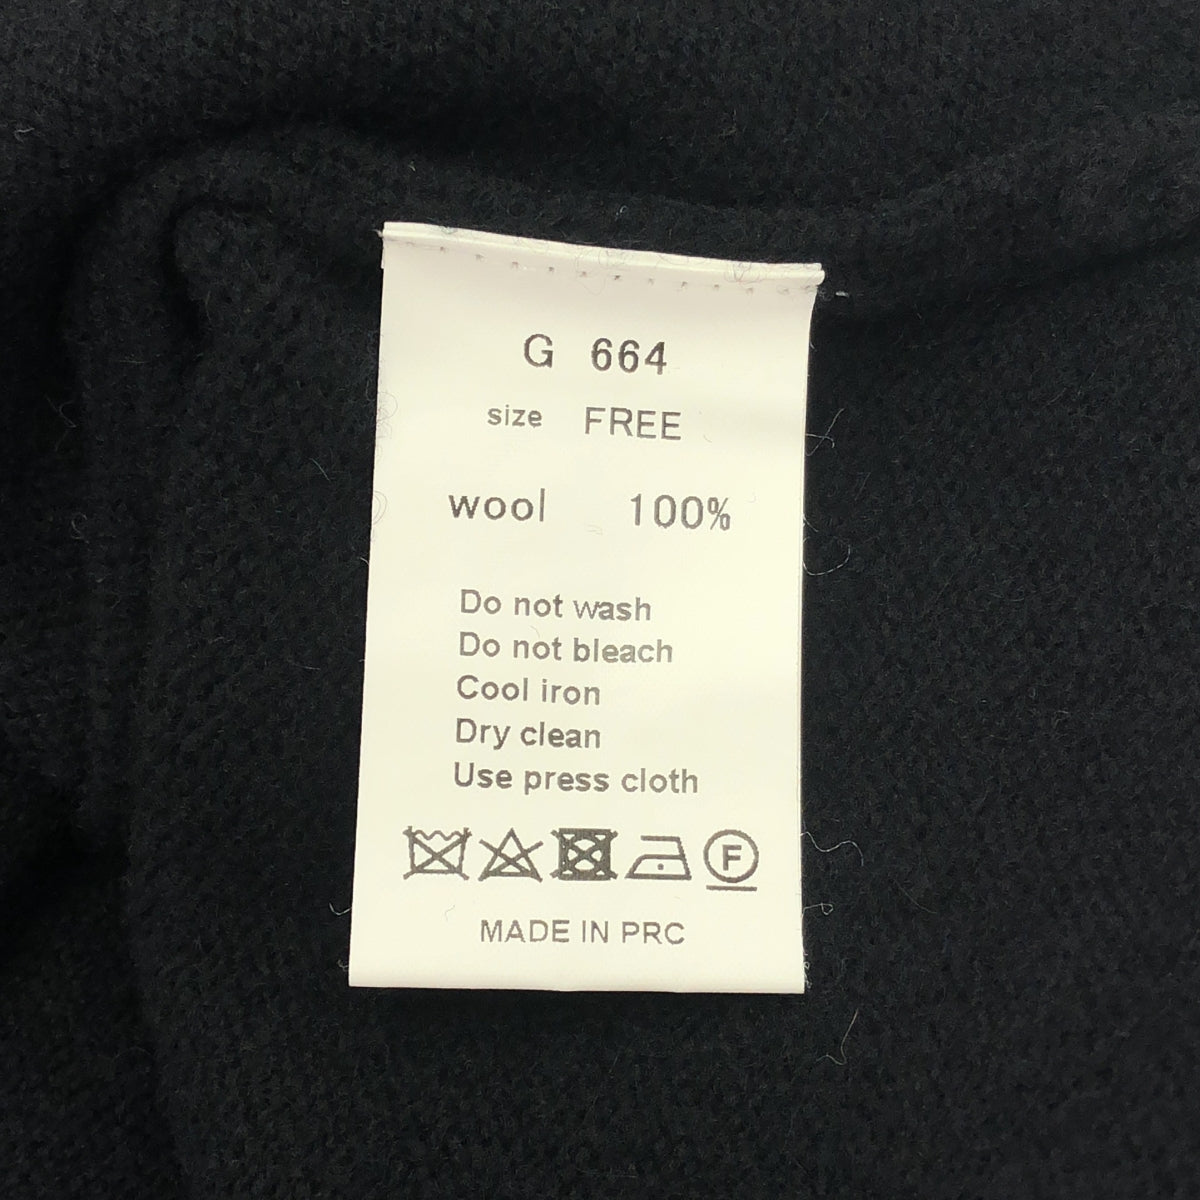 G 664
size FREE
wool 100%
Do not wash
Do not bleach
Cool iron
Dry clean
Use press cloth
F
MADE IN PRC